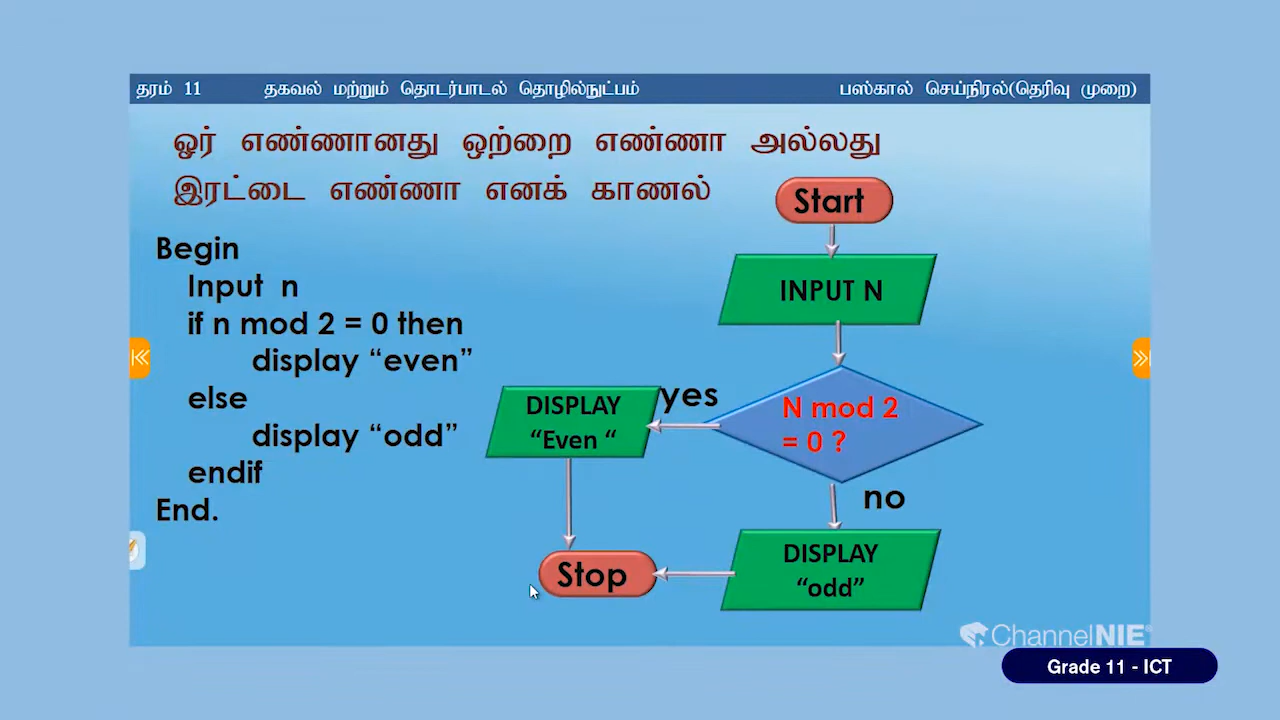 தரம் 11 தகவல் மற்றும் தொடர்பாடல் தொழில்நுட்பம் பஸ்கால் செய்நிரல்(தெரிவு முறை)
ஓர் எண்ணானது ஒற்றை எண்ணா அல்லது
இரட்டை எண்ணா எனக் காணல்
Begin
Input n
if n mod 2 = 0 then
display “even”
else
display “odd”
endif
End.
Start
INPUT N
N mod 2
= 0 ?
yes
DISPLAY
“Even “
no
DISPLAY
“odd”
Stop
ChannelNIE®
Grade 11 - ICT